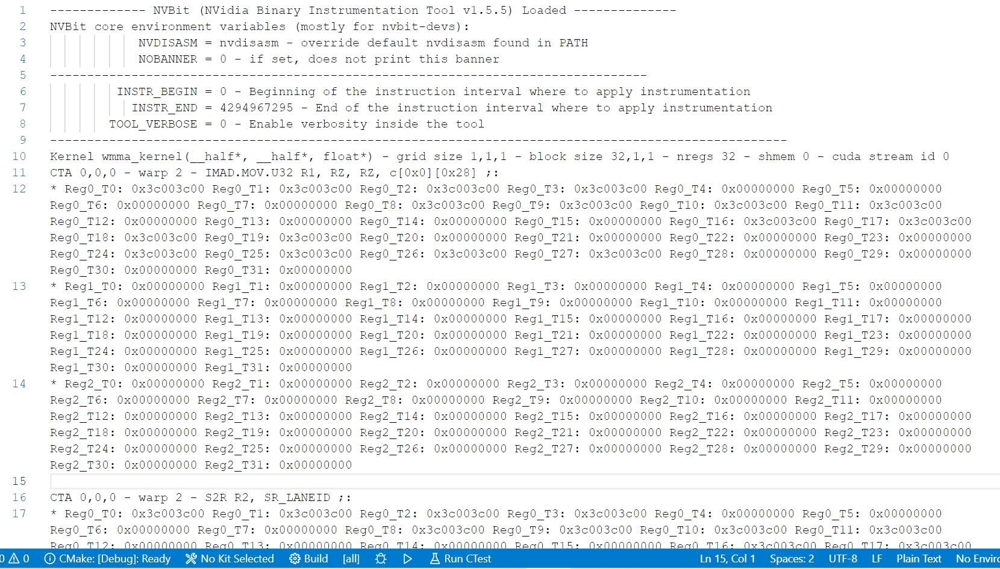 1 ------------- NVBit (NVidia Binary Instrumentation Tool v1.5.5) Loaded --------------
2 NVBit core environment variables (mostly for nvbit-devs):
3 NVDISASM = nvdisasm - override default nvdisasm found in PATH
4 NOBANNER = 0 - if set, does not print this banner
5 ---------------------------------------------------------------------------------
6 INSTR_BEGIN = 0 - Beginning of the instruction interval where to apply instrumentation
7 INSTR_END = 4294967295 - End of the instruction interval where to apply instrumentation
8 TOOL_VERBOSE = 0 - Enable verbosity inside the tool
9 ----------------------------------------------------------------------------------------------------
10 Kernel wmma_kernel(__half*, __half*, float*) - grid size 1,1,1 - block size 32,1,1 - nregs 32 - shmem 0 - cuda stream id 0
11 CTA 0,0,0 - warp 2 - IMAD.MOV.U32 R1, RZ, RZ, c[0x0][0x28] ;:
12 * Reg0_T0: 0x3c003c00 Reg0_T1: 0x3c003c00 Reg0_T2: 0x3c003c00 Reg0_T3: 0x3c003c00 Reg0_T4: 0x00000000 Reg0_T5: 0x00000000
Reg0_T6: 0x00000000 Reg0_T7: 0x00000000 Reg0_T8: 0x3c003c00 Reg0_T9: 0x3c003c00 Reg0_T10: 0x3c003c00 Reg0_T11: 0x3c003c00
Reg0_T12: 0x00000000 Reg0_T13: 0x00000000 Reg0_T14: 0x00000000 Reg0_T15: 0x00000000 Reg0_T16: 0x3c003c00 Reg0_T17: 0x3c003c00
Reg0_T18: 0x3c003c00 Reg0_T19: 0x3c003c00 Reg0_T20: 0x00000000 Reg0_T21: 0x00000000 Reg0_T22: 0x00000000 Reg0_T23: 0x00000000
Reg0_T24: 0x3c003c00 Reg0_T25: 0x3c003c00 Reg0_T26: 0x3c003c00 Reg0_T27: 0x3c003c00 Reg0_T28: 0x00000000 Reg0_T29: 0x00000000
Reg0_T30: 0x00000000 Reg0_T31: 0x00000000
13 * Reg1_T0: 0x00000000 Reg1_T1: 0x00000000 Reg1_T2: 0x00000000 Reg1_T3: 0x00000000 Reg1_T4: 0x00000000 Reg1_T5: 0x00000000
Reg1_T6: 0x00000000 Reg1_T7: 0x00000000 Reg1_T8: 0x00000000 Reg1_T9: 0x00000000 Reg1_T10: 0x00000000 Reg1_T11: 0x00000000
Reg1_T12: 0x00000000 Reg1_T13: 0x00000000 Reg1_T14: 0x00000000 Reg1_T15: 0x00000000 Reg1_T16: 0x00000000 Reg1_T17: 0x00000000
Reg1_T18: 0x00000000 Reg1_T19: 0x00000000 Reg1_T20: 0x00000000 Reg1_T21: 0x00000000 Reg1_T22: 0x00000000 Reg1_T23: 0x00000000
Reg1_T24: 0x00000000 Reg1_T25: 0x00000000 Reg1_T26: 0x00000000 Reg1_T27: 0x00000000 Reg1_T28: 0x00000000 Reg1_T29: 0x00000000
Reg1_T30: 0x00000000 Reg1_T31: 0x00000000
14 * Reg2_T0: 0x00000000 Reg2_T1: 0x00000000 Reg2_T2: 0x00000000 Reg2_T3: 0x00000000 Reg2_T4: 0x00000000 Reg2_T5: 0x00000000
Reg2_T6: 0x00000000 Reg2_T7: 0x00000000 Reg2_T8: 0x00000000 Reg2_T9: 0x00000000 Reg2_T10: 0x00000000 Reg2_T11: 0x00000000
Reg2_T12: 0x00000000 Reg2_T13: 0x00000000 Reg2_T14: 0x00000000 Reg2_T15: 0x00000000 Reg2_T16: 0x00000000 Reg2_T17: 0x00000000
Reg2_T18: 0x00000000 Reg2_T19: 0x00000000 Reg2_T20: 0x00000000 Reg2_T21: 0x00000000 Reg2_T22: 0x00000000 Reg2_T23: 0x00000000
Reg2_T24: 0x00000000 Reg2_T25: 0x00000000 Reg2_T26: 0x00000000 Reg2_T27: 0x00000000 Reg2_T28: 0x00000000 Reg2_T29: 0x00000000
Reg2_T30: 0x00000000 Reg2_T31: 0x00000000
15
16 CTA 0,0,0 - warp 2 - S2R R2, SR_LANEID ;:
17 * Reg0_T0: 0x3c003c00 Reg0_T1: 0x3c003c00 Reg0_T2: 0x3c003c00 Reg0_T3: 0x3c003c00 Reg0_T4: 0x00000000 Reg0_T5: 0x00000000
Reg0_T6: 0x00000000 Reg0_T7: 0x00000000 Reg0_T8: 0x3c003c00 Reg0_T9: 0x3c003c00 Reg0_T10: 0x3c003c00 Reg0_T11: 0x3c003c00
Reg0_T12: 0x00000000 Reg0_T13: 0x00000000 Reg0_T14: 0x00000000 Reg0_T15: 0x00000000 Reg0_T16: 0x3c003c00 Reg0_T17: 0x3c003c00
0 0 CMake: [Debug]: Ready No Kit Selected Build [all] Run CTest Ln 15, Col 1 Spaces: 2 UTF-8 LF Plain Text No Enviro